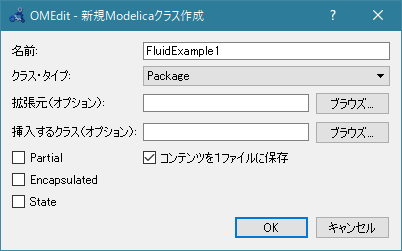 OMEdit - 新規Modelicaクラス作成
名前: FluidExample1
クラス・タイプ: Package
拡張元(オプション): ブラウズ...
挿入するクラス(オプション): ブラウズ...
Partial コンテンツを1ファイルに保存
Encapsulated
State
OK キャンセル